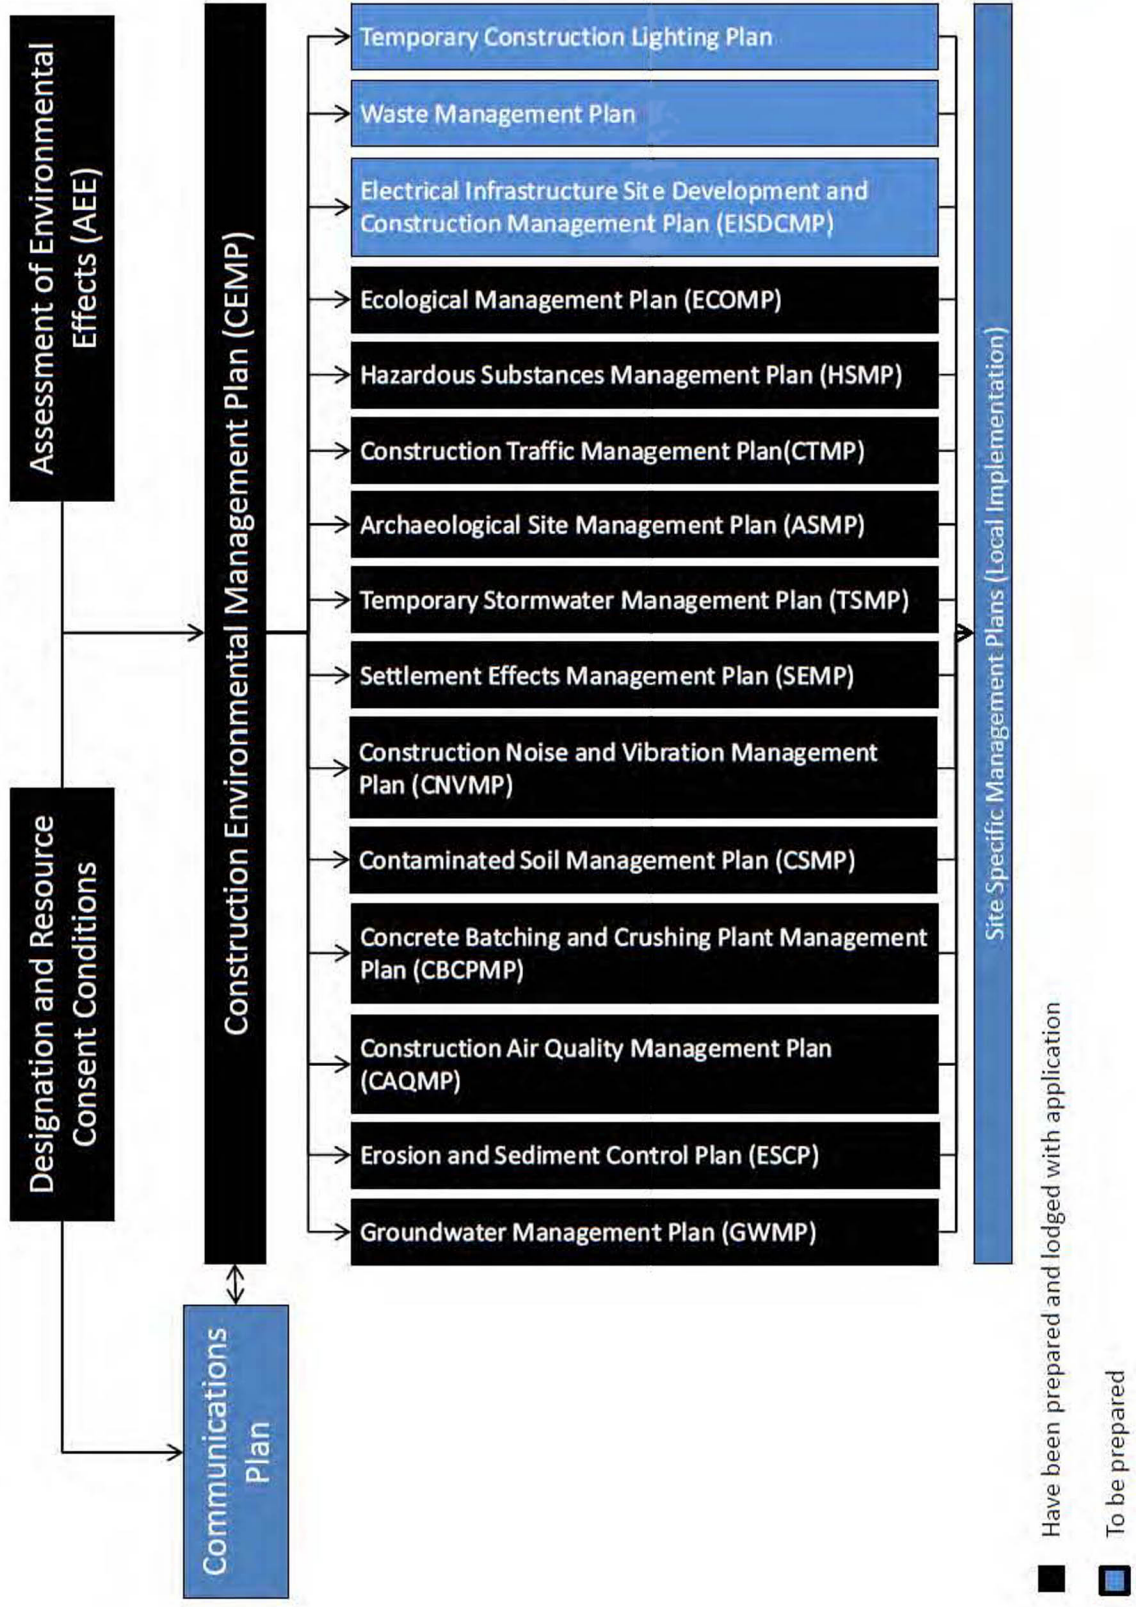 Assessment of Environmental
Effects (AEE)
Designation and Resource
Consent Conditions
Communications
Plan
Construction Environmental Management Plan (CEMP)
Temporary Construction Lighting Plan
Waste Management Plan
Electrical Infrastructure Site Development and
Construction Management Plan (EISDCMP)
Ecological Management Plan (ECOMP)
Hazardous Substances Management Plan (HSMP)
Construction Traffic Management Plan(CTMP)
Archaeological Site Management Plan (ASMP)
Temporary Stormwater Management Plan (TSMP)
Settlement Effects Management Plan (SEMP)
Construction Noise and Vibration Management
Plan (CNVMP)
Contaminated Soil Management Plan (CSMP)
Concrete Batching and Crushing Plant Management
Plan (CBCPMP)
Construction Air Quality Management Plan
(CAQMP)
Erosion and Sediment Control Plan (ESCP)
Groundwater Management Plan (GWMP)
Site Specific Management Plans (Local Implementation)
Have been prepared and lodged with application
To be prepared